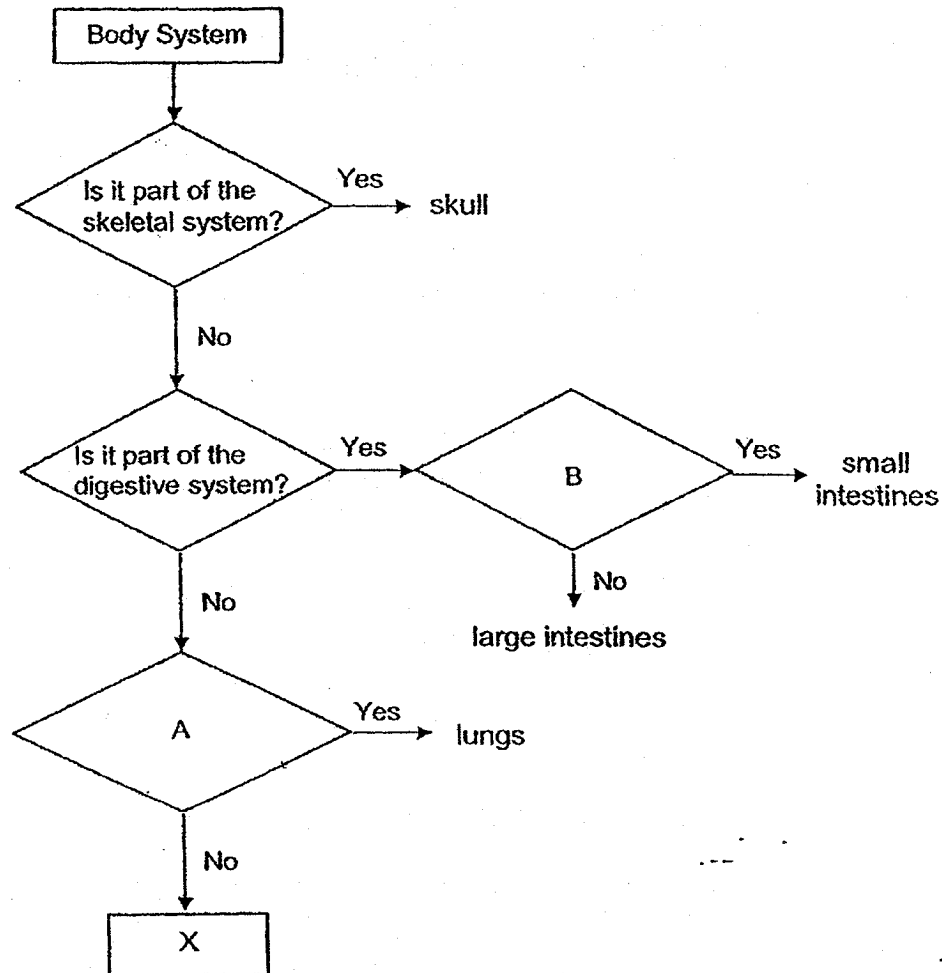 Body System
Is it part of the
skeletal system?
Yes
skull
No
Is it part of the
digestive system?
Yes
B
Yes
small
intestines
No
large intestines
No
A
Yes
lungs
No
X